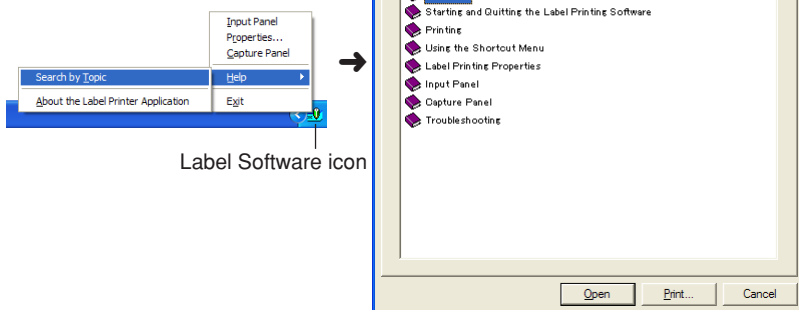 Input Panel
Properties...
Capture Panel
Search by Topic
Help
About the Label Printer Application
Exit
Label Software icon
Starting and Quitting the Label Printing Software
Printing
Using the Shortcut Menu
Label Printing Properties
Input Panel
Capture Panel
Troubleshooting
Open
Print...
Cancel